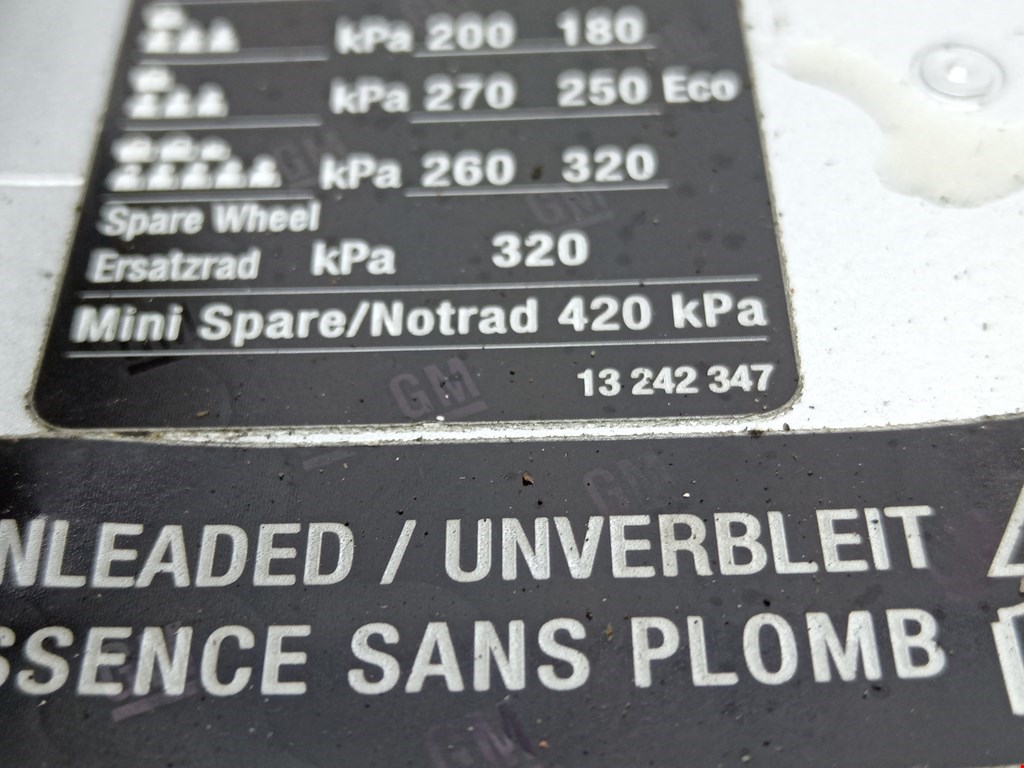 kPa 200 180
kPa 270 250 Eco
kPa 260 320
Spare Wheel
Ersatzrad kPa 320
Mini Spare/Notrad 420 kPa
GM
13 242 347
NLEADED / UNVERBLEIT
SSENCE SANS PLOMB